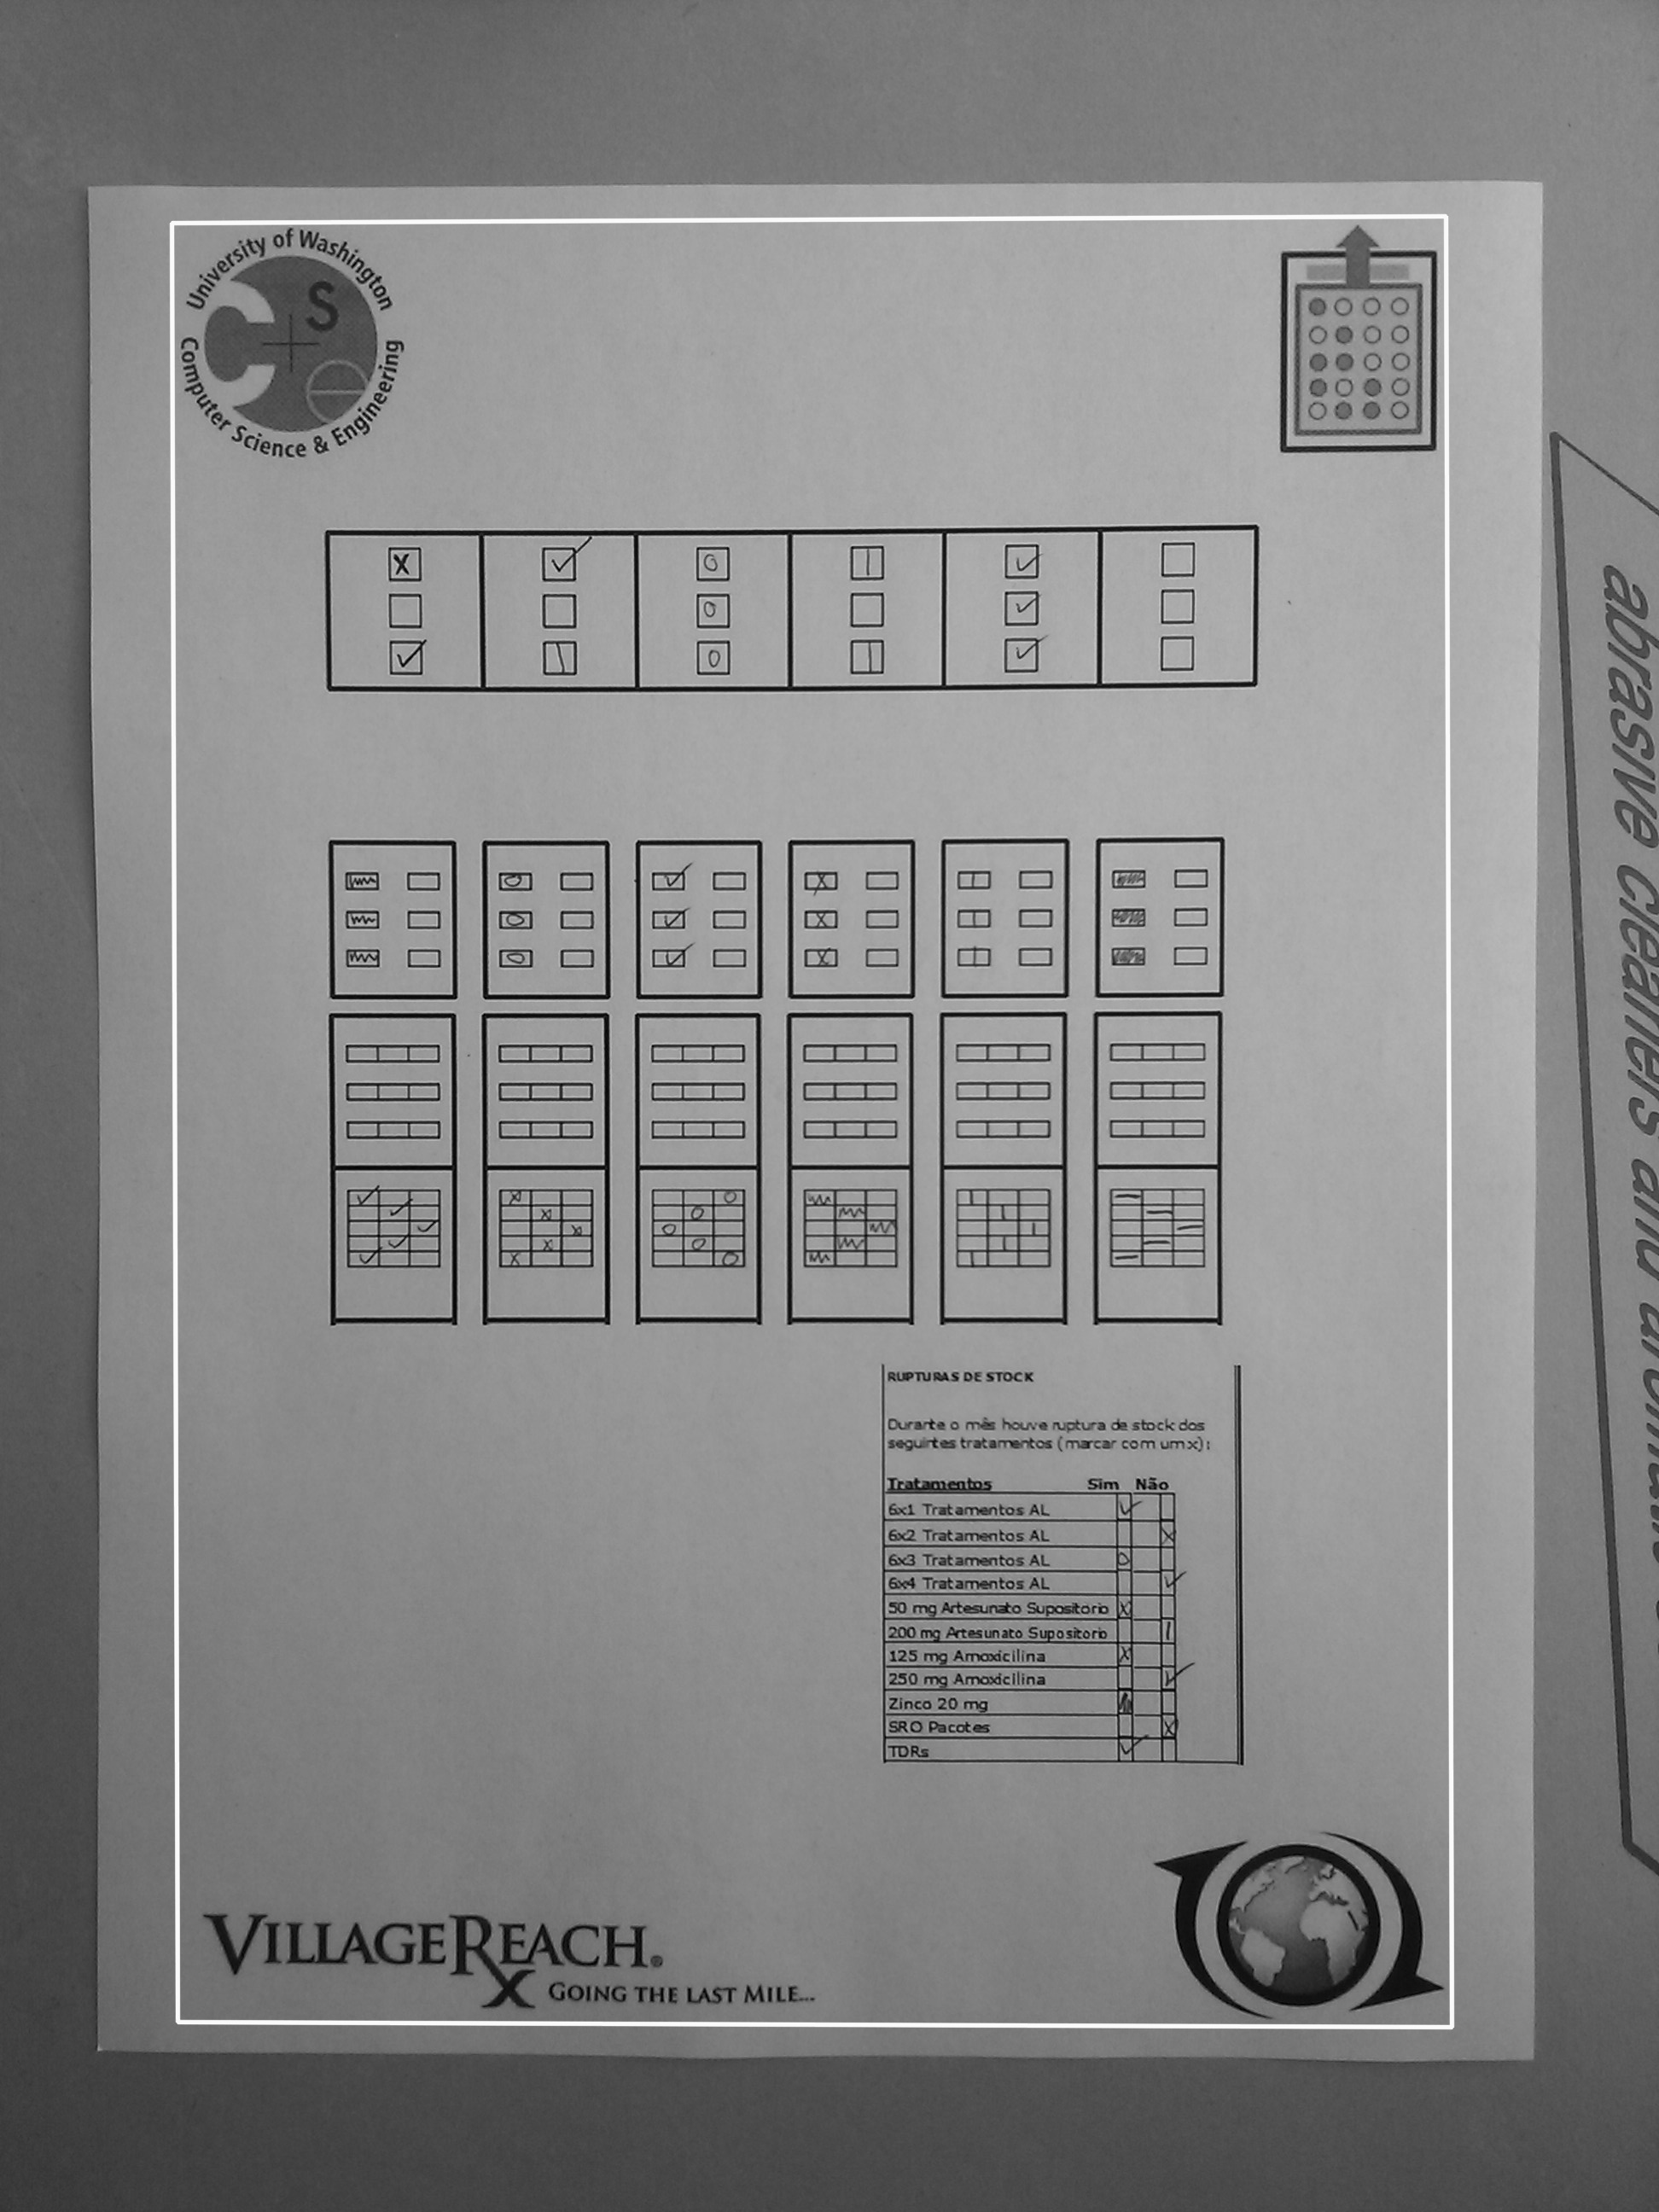 University of Washington
C S e
Computer Science & Engineering
RUPTURAS DE STOCK
Durante o mês houve ruptura de stock dos
seguintes tratamentos (marcar com um x):
Tratamentos Sim Não
6x1 Tratamentos AL
6x2 Tratamentos AL
6x3 Tratamentos AL
6x4 Tratamentos AL
50 mg Artesunato Supositorio
200 mg Artesunato Supositorio
125 mg Amoxicilina
250 mg Amoxicilina
Zinco 20 mg
SRO Pacotes
TDRs
VILLAGEREACH®
GOING THE LAST MILE...
abrasive cleaners and